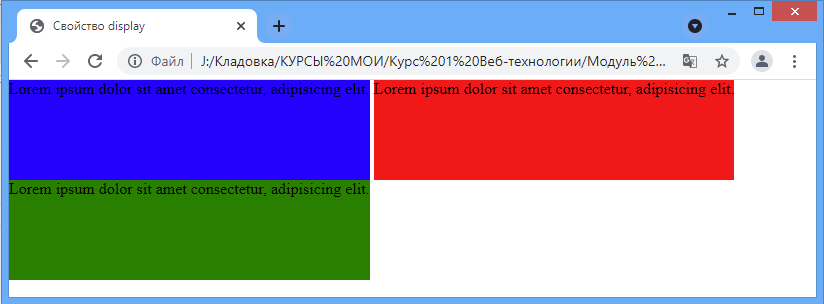 Свойство display
Файл J:/Кладовка/КУРСЫ%20МОИ/Курс%201%20Веб-технологии/Модуль%2...
Lorem ipsum dolor sit amet consectetur, adipisicing elit. Lorem ipsum dolor sit amet consectetur, adipisicing elit.
Lorem ipsum dolor sit amet consectetur, adipisicing elit.